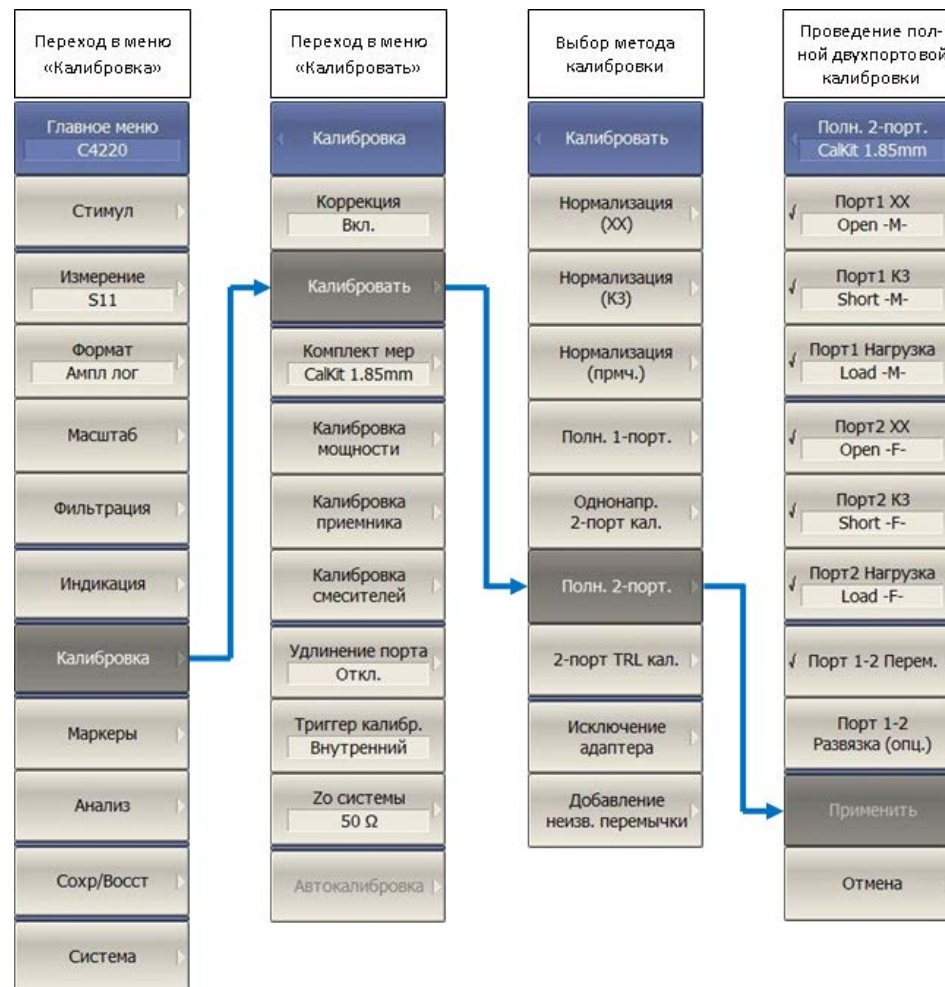 Переход в меню
«Калибровка»
Главное меню
C4220
Стимул
Измерение
S11
Формат
Ампл лог
Масштаб
Фильтрация
Индикация
Калибровка
Маркеры
Анализ
Сохр/Восст
Система
Переход в меню
«Калибровать»
Калибровка
Коррекция
Вкл.
Калибровать
Комплект мер
CalKit 1.85mm
Калибровка
мощности
Калибровка
приемника
Калибровка
смесителей
Удлинение порта
Откл.
Триггер калибр.
Внутренний
Zo системы
50 Ω
Автокалибровка
Выбор метода
калибровки
Калибровать
Нормализация
(ХХ)
Нормализация
(КЗ)
Нормализация
(прмч.)
Полн. 1-порт.
Однонапр.
2-порт кал.
Полн. 2-порт.
2-порт TRL кал.
Исключение
адаптера
Добавление
неизв. перемычки
Проведение пол-
ной двухпортовой
калибровки
Полн. 2-порт.
CalKit 1.85mm
√ Порт1 ХХ
Open -M-
√ Порт1 КЗ
Short -M-
√ Порт1 Нагрузка
Load -M-
√ Порт2 ХХ
Open -F-
√ Порт2 КЗ
Short -F-
√ Порт2 Нагрузка
Load -F-
√ Порт 1-2 Перем.
Порт 1-2
Развязка (опц.)
Применить
Отмена